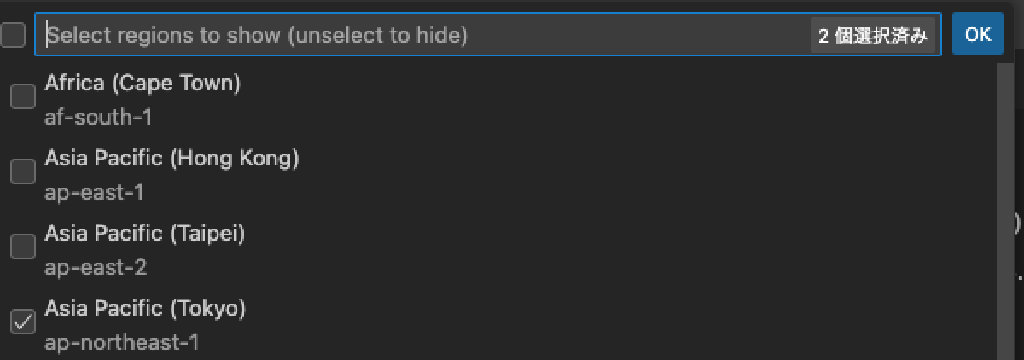 Select regions to show (unselect to hide) 2 個選択済み OK
Africa (Cape Town)
af-south-1
Asia Pacific (Hong Kong)
ap-east-1
Asia Pacific (Taipei)
ap-east-2
Asia Pacific (Tokyo)
ap-northeast-1